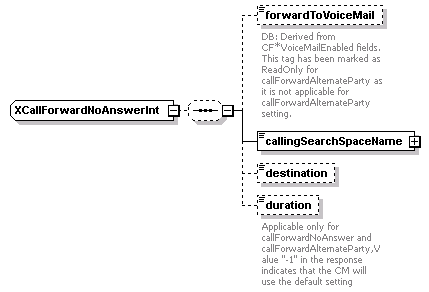 forwardToVoiceMail
DB: Derived from
CF*VoiceMailEnabled fields.
This tag has been marked as
ReadOnly for
callForwardAlternateParty as
it is not applicable for
callForwardAlternateParty
setting.
XCallForwardNoAnswerInt
callingSearchSpaceName
destination
duration
Applicable only for
callForwardNoAnswer and
callForwardAlternateParty,V
alue "-1" in the response
indicates that the CM will
use the default setting